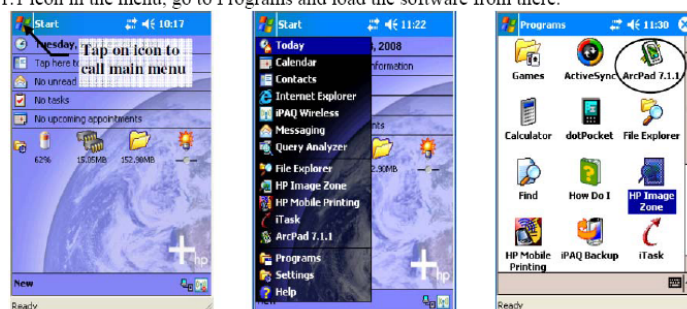 1.1 icon in the menu, go to Programs and load the software from there.
Start 10:17
Tuesday,
Tap on icon to
call main menu
Tap here t
No unread
No tasks
No upcoming appointments
62% 15.05MB 152.90MB
hp
New
Ready
Start 11:22
Today
, 2008
Calendar
formation
Contacts
Internet Explorer
iPAQ Wireless
nts
Messaging
Query Analyzer
File Explorer
2.90MB
HP Image Zone
HP Mobile Printing
iTask
ArcPad 7.1.1
Programs
hp
Settings
Help
Programs 11:30
Games ActiveSync ArcPad 7.1.1
Calculator dotPocket File Explorer
Find How Do I HP Image
Zone
HP Mobile
Printing iPAQ Backup iTask
Ready